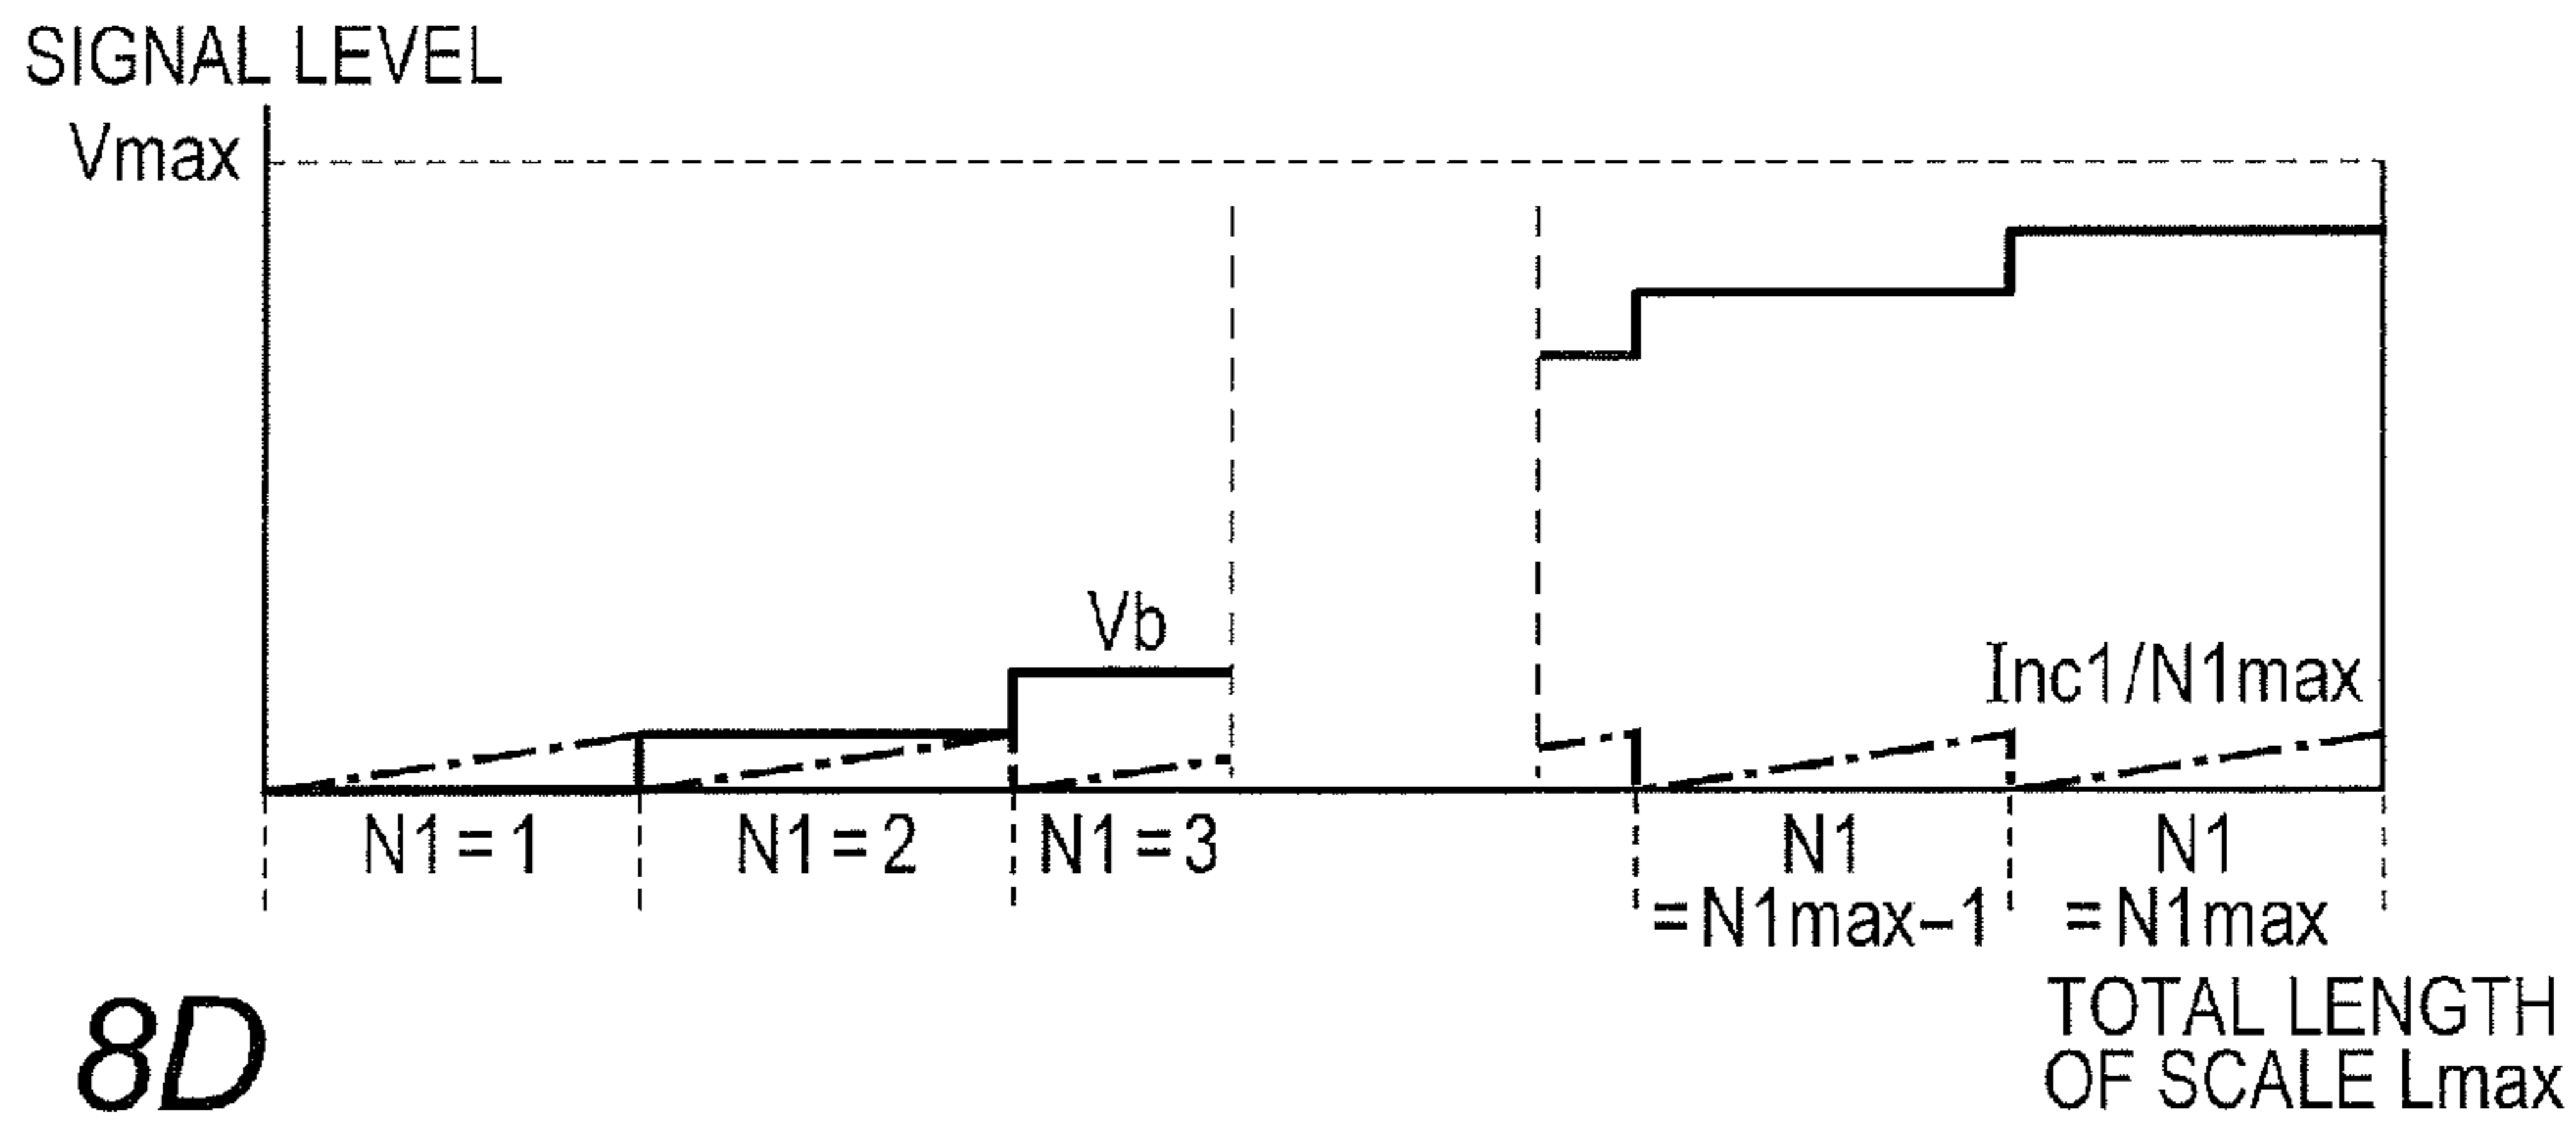 SIGNAL LEVEL
Vmax
Vb
Inc1/N1max
N1=1
N1=2
N1=3
N1
=N1max-1
N1
=N1max
TOTAL LENGTH
OF SCALE Lmax
8D